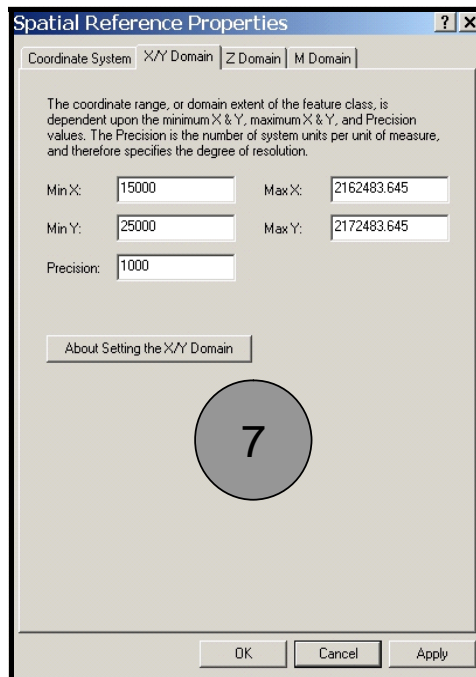 Spatial Reference Properties ? X
Coordinate System X/Y Domain Z Domain M Domain
The coordinate range, or domain extent of the feature class, is
dependent upon the minimum X & Y, maximum X & Y, and Precision
values. The Precision is the number of system units per unit of measure,
and therefore specifies the degree of resolution.
Min X: 15000 Max X: 2162483.645
Min Y: 25000 Max Y: 2172483.645
Precision: 1000
About Setting the X/Y Domain
7
OK Cancel Apply